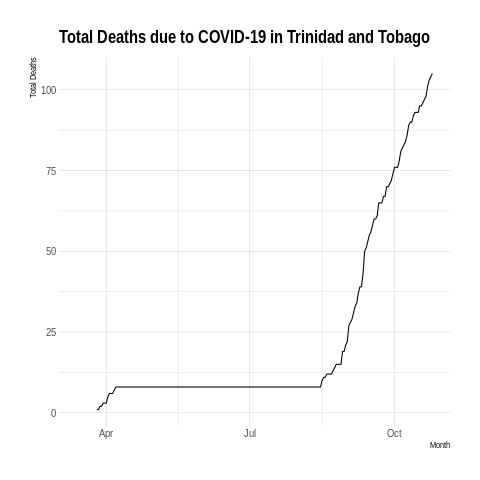 Total Deaths due to COVID-19 in Trinidad and Tobago
Total Deaths
100
75
50
25
0
Apr Jul Oct
Month